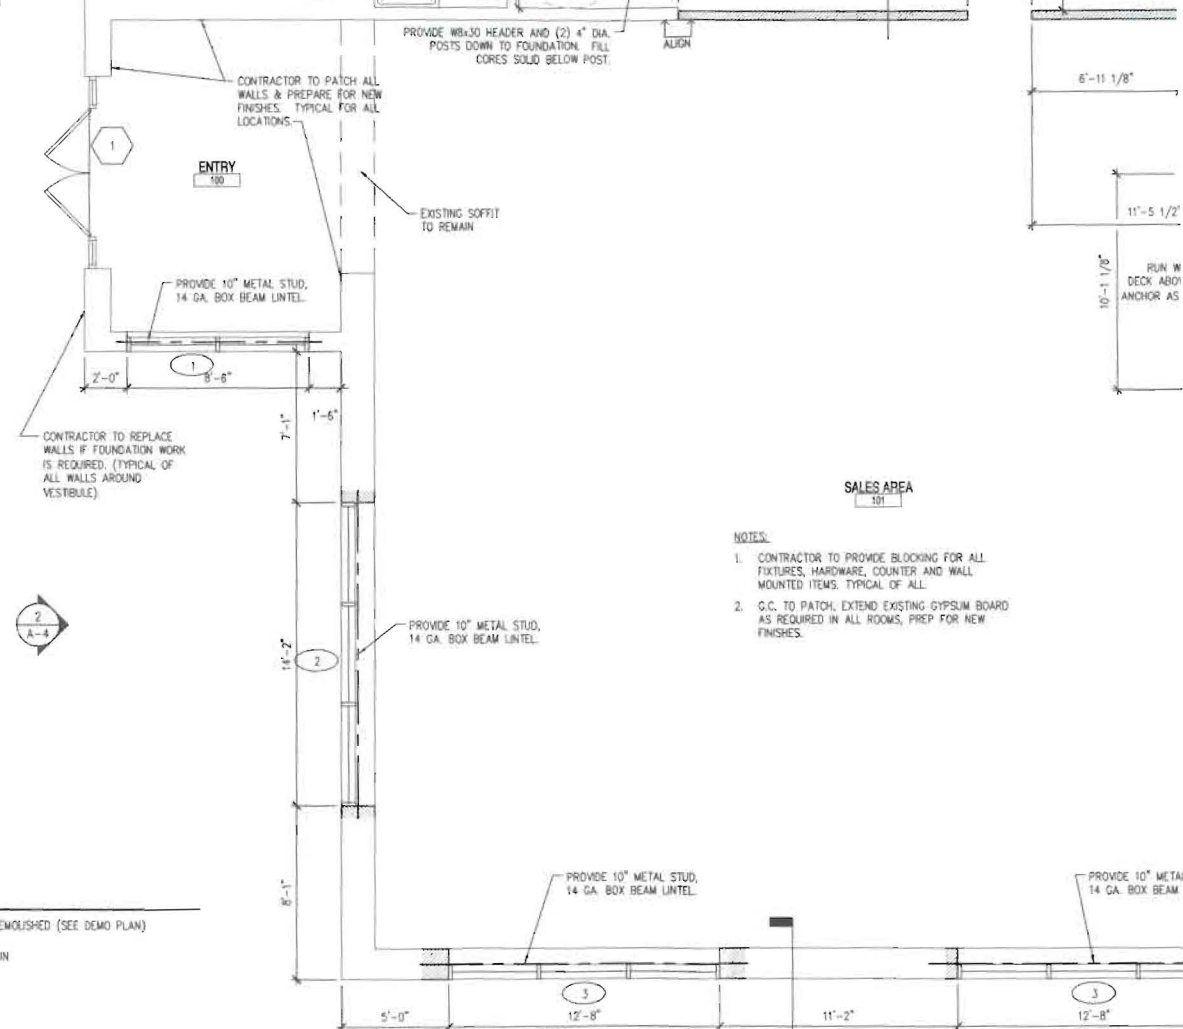 PROVIDE W8x30 HEADER AND (2) 4" DIA.
POSTS DOWN TO FOUNDATION. FILL
CORES SOLID BELOW POST.
ALIGN
6'-11 1/8"
CONTRACTOR TO PATCH ALL
WALLS & PREPARE FOR NEW
FINISHES. TYPICAL FOR ALL
LOCATIONS.
1
ENTRY
100
EXISTING SOFFIT
TO REMAIN
11'-5 1/2"
10'-1 1/8"
RUN W
DECK ABOV
ANCHOR AS
PROVIDE 10" METAL STUD,
14 GA. BOX BEAM LINTEL.
1
2'-0"
8'-6"
1'-6"
7'-1"
CONTRACTOR TO REPLACE
WALLS IF FOUNDATION WORK
IS REQUIRED. (TYPICAL OF
ALL WALLS AROUND
VESTIBULE)
SALES AREA
101
NOTES:
1. CONTRACTOR TO PROVIDE BLOCKING FOR ALL
FIXTURES, HARDWARE, COUNTER AND WALL
MOUNTED ITEMS. TYPICAL OF ALL.
2. G.C. TO PATCH, EXTEND EXISTING GYPSUM BOARD
AS REQUIRED IN ALL ROOMS, PREP FOR NEW
FINISHES.
2
A-4
PROVIDE 10" METAL STUD,
14 GA. BOX BEAM LINTEL.
14'-2"
2
8'-1"
PROVIDE 10" METAL STUD,
14 GA. BOX BEAM LINTEL.
PROVIDE 10" METAL
14 GA. BOX BEAM
EMOLISHED (SEE DEMO PLAN)
IN
3
3
5'-0"
12'-8"
11'-2"
12'-8"